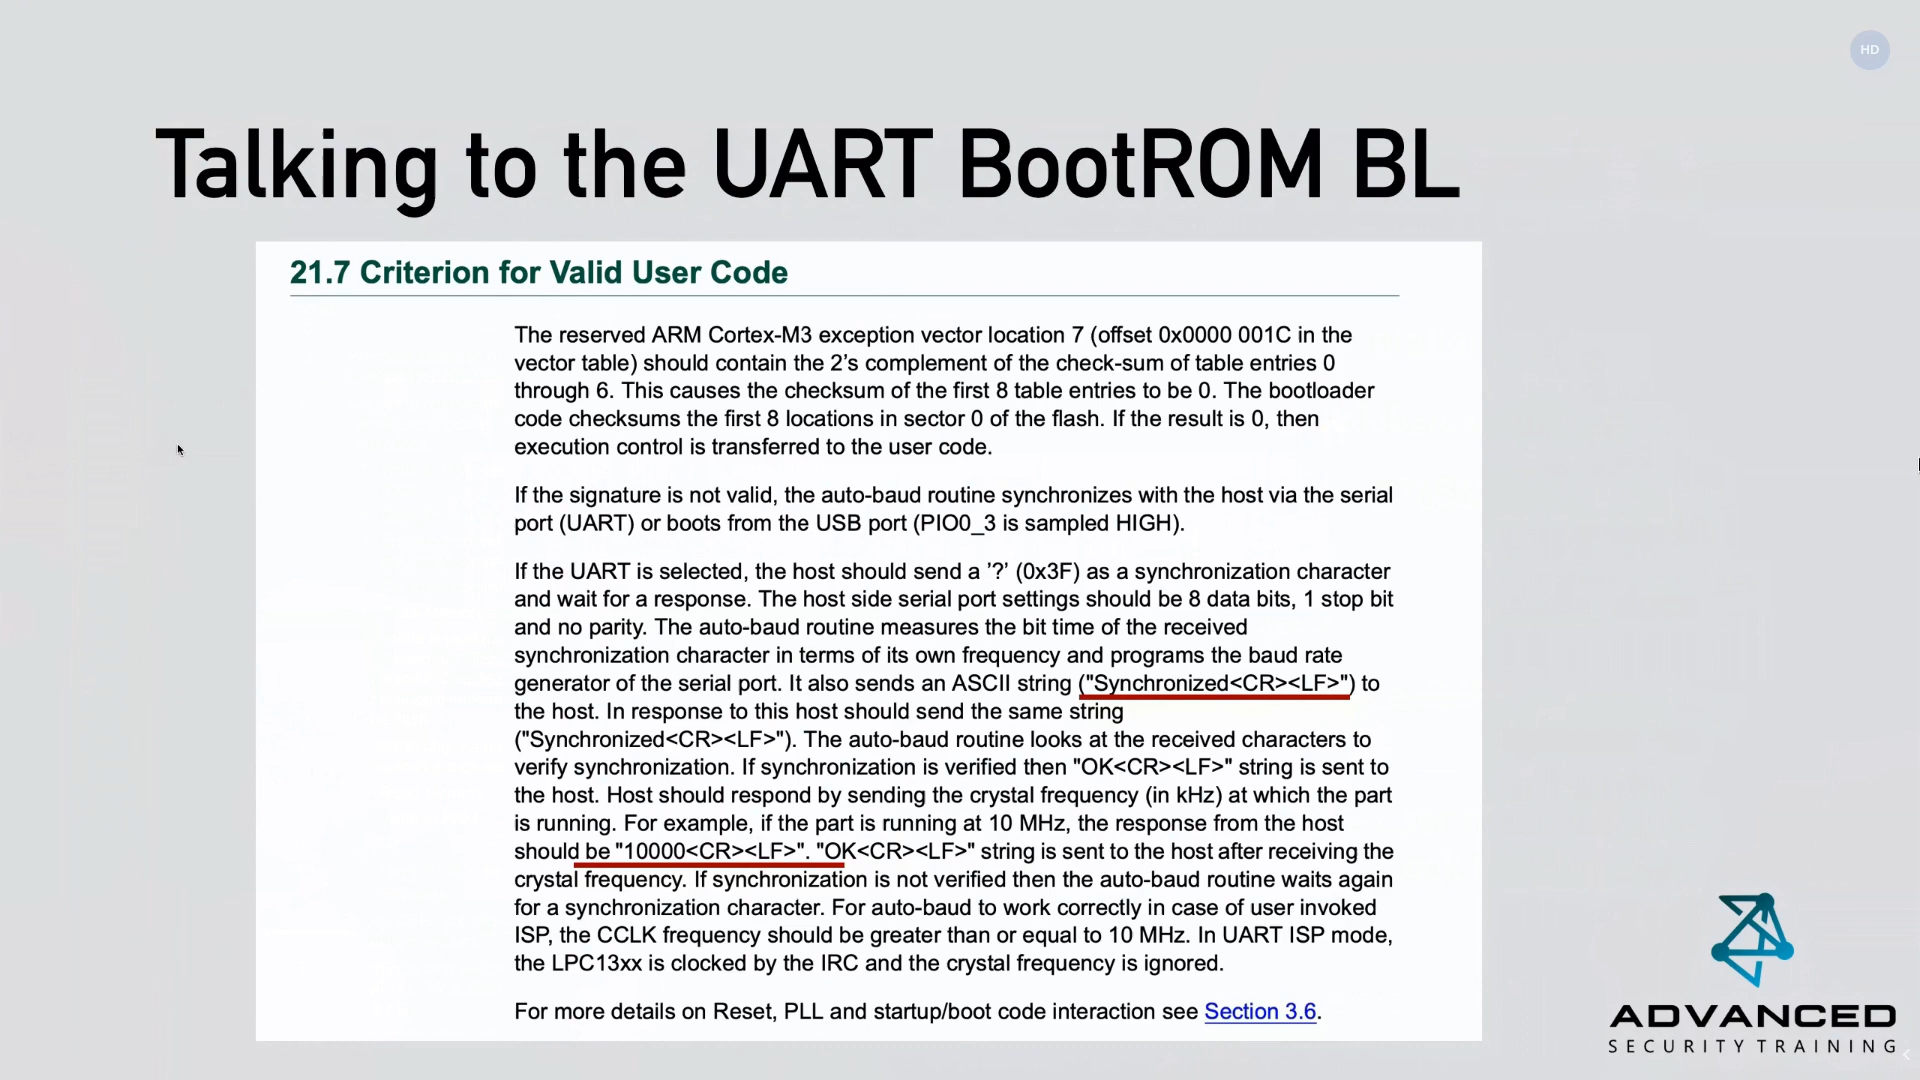 HD
Talking to the UART BootROM BL
21.7 Criterion for Valid User Code
The reserved ARM Cortex-M3 exception vector location 7 (offset 0x0000 001C in the
vector table) should contain the 2’s complement of the check-sum of table entries 0
through 6. This causes the checksum of the first 8 table entries to be 0. The bootloader
code checksums the first 8 locations in sector 0 of the flash. If the result is 0, then
execution control is transferred to the user code.
If the signature is not valid, the auto-baud routine synchronizes with the host via the serial
port (UART) or boots from the USB port (PIO0_3 is sampled HIGH).
If the UART is selected, the host should send a ’?’ (0x3F) as a synchronization character
and wait for a response. The host side serial port settings should be 8 data bits, 1 stop bit
and no parity. The auto-baud routine measures the bit time of the received
synchronization character in terms of its own frequency and programs the baud rate
generator of the serial port. It also sends an ASCII string ("Synchronized<CR><LF>") to
the host. In response to this host should send the same string
("Synchronized<CR><LF>"). The auto-baud routine looks at the received characters to
verify synchronization. If synchronization is verified then "OK<CR><LF>" string is sent to
the host. Host should respond by sending the crystal frequency (in kHz) at which the part
is running. For example, if the part is running at 10 MHz, the response from the host
should be "10000<CR><LF>". "OK<CR><LF>" string is sent to the host after receiving the
crystal frequency. If synchronization is not verified then the auto-baud routine waits again
for a synchronization character. For auto-baud to work correctly in case of user invoked
ISP, the CCLK frequency should be greater than or equal to 10 MHz. In UART ISP mode,
the LPC13xx is clocked by the IRC and the crystal frequency is ignored.
For more details on Reset, PLL and startup/boot code interaction see Section 3.6.
ADVANCED
SECURITY TRAINING